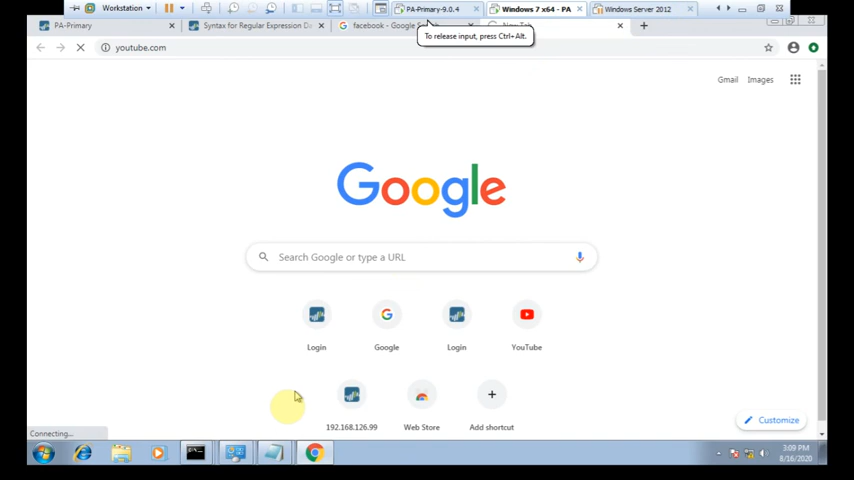 Workstation
PA-Primary-9.0.4
Windows 7 x64 - PA
Windows Server 2012
PA-Primary
Syntax for Regular Expression Da
facebook - Google
To release input, press Ctrl+Alt.
youtube.com
Gmail Images
Google
Search Google or type a URL
Login Google Login YouTube
192.168.126.99 Web Store Add shortcut
Customize
Connecting...
3:09 PM
8/16/2020